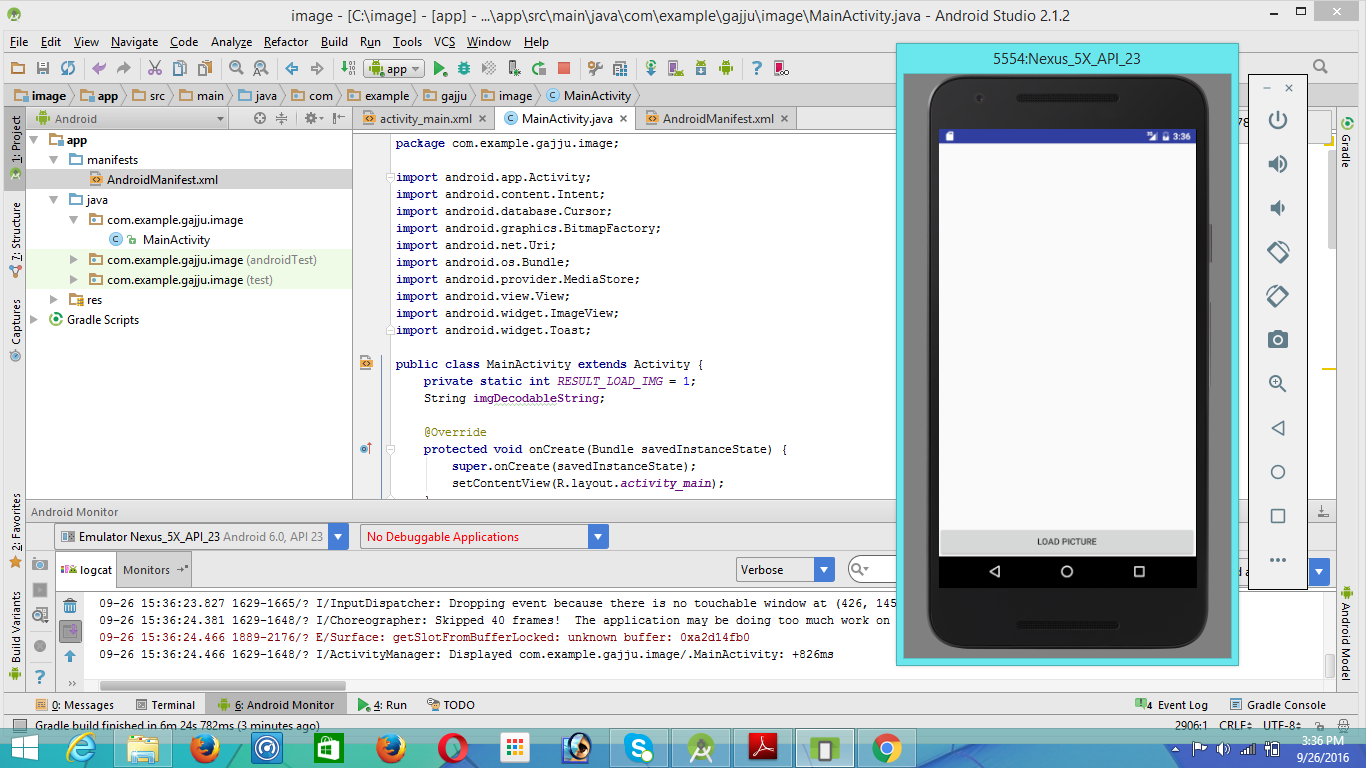 image - [C:\image] - [app] - ...\app\src\main\java\com\example\gajju\image\MainActivity.java - Android Studio 2.1.2
File Edit View Navigate Code Analyze Refactor Build Run Tools VCS Window Help
app
image app src main java com example gajju image MainActivity
1: Project
7: Structure
Captures
2: Favorites
Build Variants
Android
app
manifests
AndroidManifest.xml
java
com.example.gajju.image
MainActivity
com.example.gajju.image (androidTest)
com.example.gajju.image (test)
res
Gradle Scripts
activity_main.xml MainActivity.java AndroidManifest.xml
package com.example.gajju.image;
import android.app.Activity;
import android.content.Intent;
import android.database.Cursor;
import android.graphics.BitmapFactory;
import android.net.Uri;
import android.os.Bundle;
import android.provider.MediaStore;
import android.view.View;
import android.widget.ImageView;
import android.widget.Toast;
public class MainActivity extends Activity {
private static int RESULT_LOAD_IMG = 1;
String imgDecodableString;
@Override
protected void onCreate(Bundle savedInstanceState) {
super.onCreate(savedInstanceState);
setContentView(R.layout.activity_main);
5554:Nexus_5X_API_23
3:36
LOAD PICTURE
Gradle
Android Model
Android Monitor
Emulator Nexus_5X_API_23 Android 6.0, API 23 No Debuggable Applications
logcat Monitors Verbose
09-26 15:36:23.827 1629-1665/? I/InputDispatcher: Dropping event because there is no touchable window at (426, 145
09-26 15:36:24.381 1629-1648/? I/Choreographer: Skipped 40 frames! The application may be doing too much work on
09-26 15:36:24.466 1889-2176/? E/Surface: getSlotFromBufferLocked: unknown buffer: 0xa2d14fb0
09-26 15:36:24.466 1629-1648/? I/ActivityManager: Displayed com.example.gajju.image/.MainActivity: +826ms
0: Messages Terminal 6: Android Monitor 4: Run TODO 4 Event Log Gradle Console
Gradle build finished in 6m 24s 782ms (3 minutes ago) 2906:1 CRLF UTF-8
3:36 PM
9/26/2016